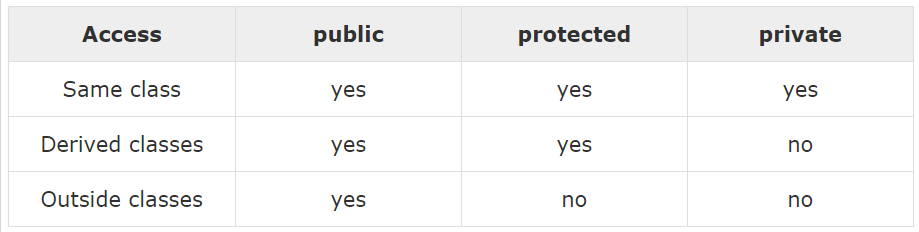 Access public protected private
Same class yes yes yes
Derived classes yes yes no
Outside classes yes no no